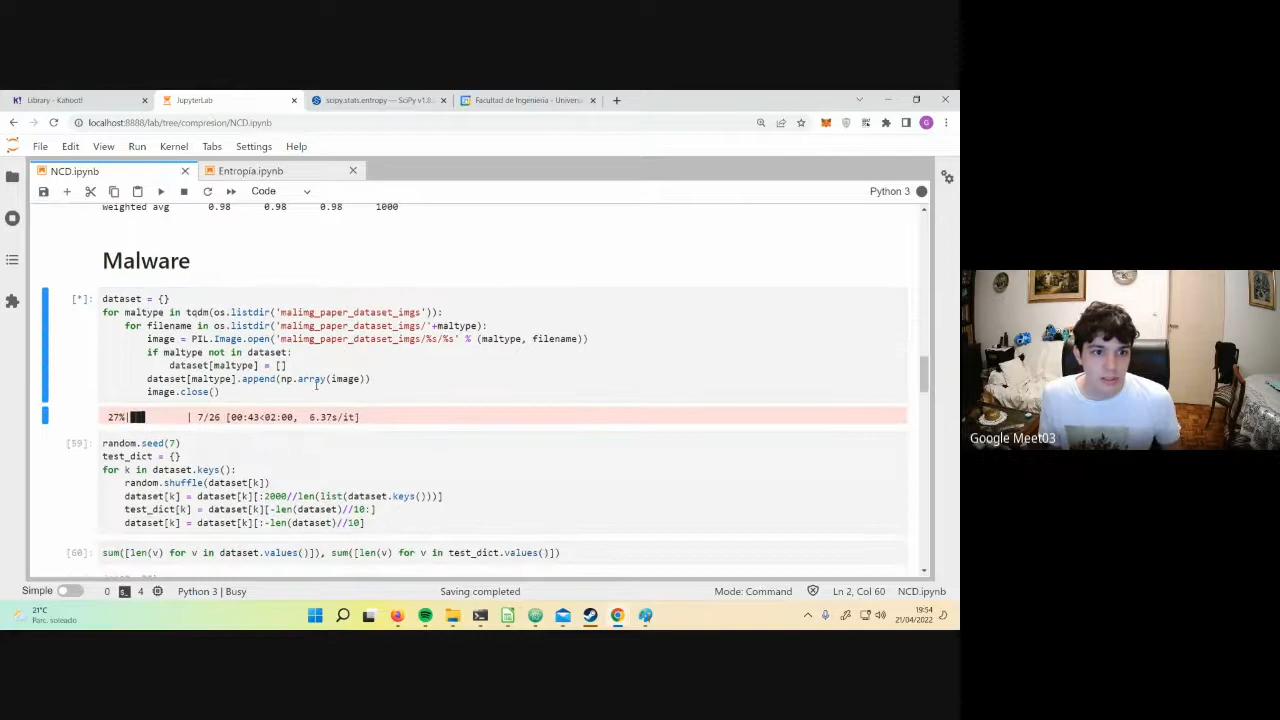 Library - Kahoot!
JupyterLab
scipy.stats.entropy — SciPy v1.8.
Facultad de Ingeniería - Univers
localhost:8888/lab/tree/compresion/NCD.ipynb
G
File Edit View Run Kernel Tabs Settings Help
NCD.ipynb
Entropía.ipynb
Code
Python 3
weighted avg 0.98 0.98 0.98 1000
Malware
[*]:
dataset = {}
for maltype in tqdm(os.listdir('malimg_paper_dataset_imgs')):
for filename in os.listdir('malimg_paper_dataset_imgs/'+maltype):
image = PIL.Image.open('malimg_paper_dataset_imgs/%s/%s' % (maltype, filename))
if maltype not in dataset:
dataset[maltype] = []
dataset[maltype].append(np.array(image))
image.close()
27%| | 7/26 [00:43<02:00, 6.37s/it]
[59]:
random.seed(7)
test_dict = {}
for k in dataset.keys():
random.shuffle(dataset[k])
dataset[k] = dataset[k][:2000//len(list(dataset.keys()))]
test_dict[k] = dataset[k][-len(dataset)//10:]
dataset[k] = dataset[k][:-len(dataset)//10]
[60]:
sum([len(v) for v in dataset.values()]), sum([len(v) for v in test_dict.values()])
Simple 0 4 Python 3 | Busy
Saving completed
Mode: Command Ln 2, Col 60 NCD.ipynb
21°C
Parc. soleado
19:54
21/04/2022
Google Meet03